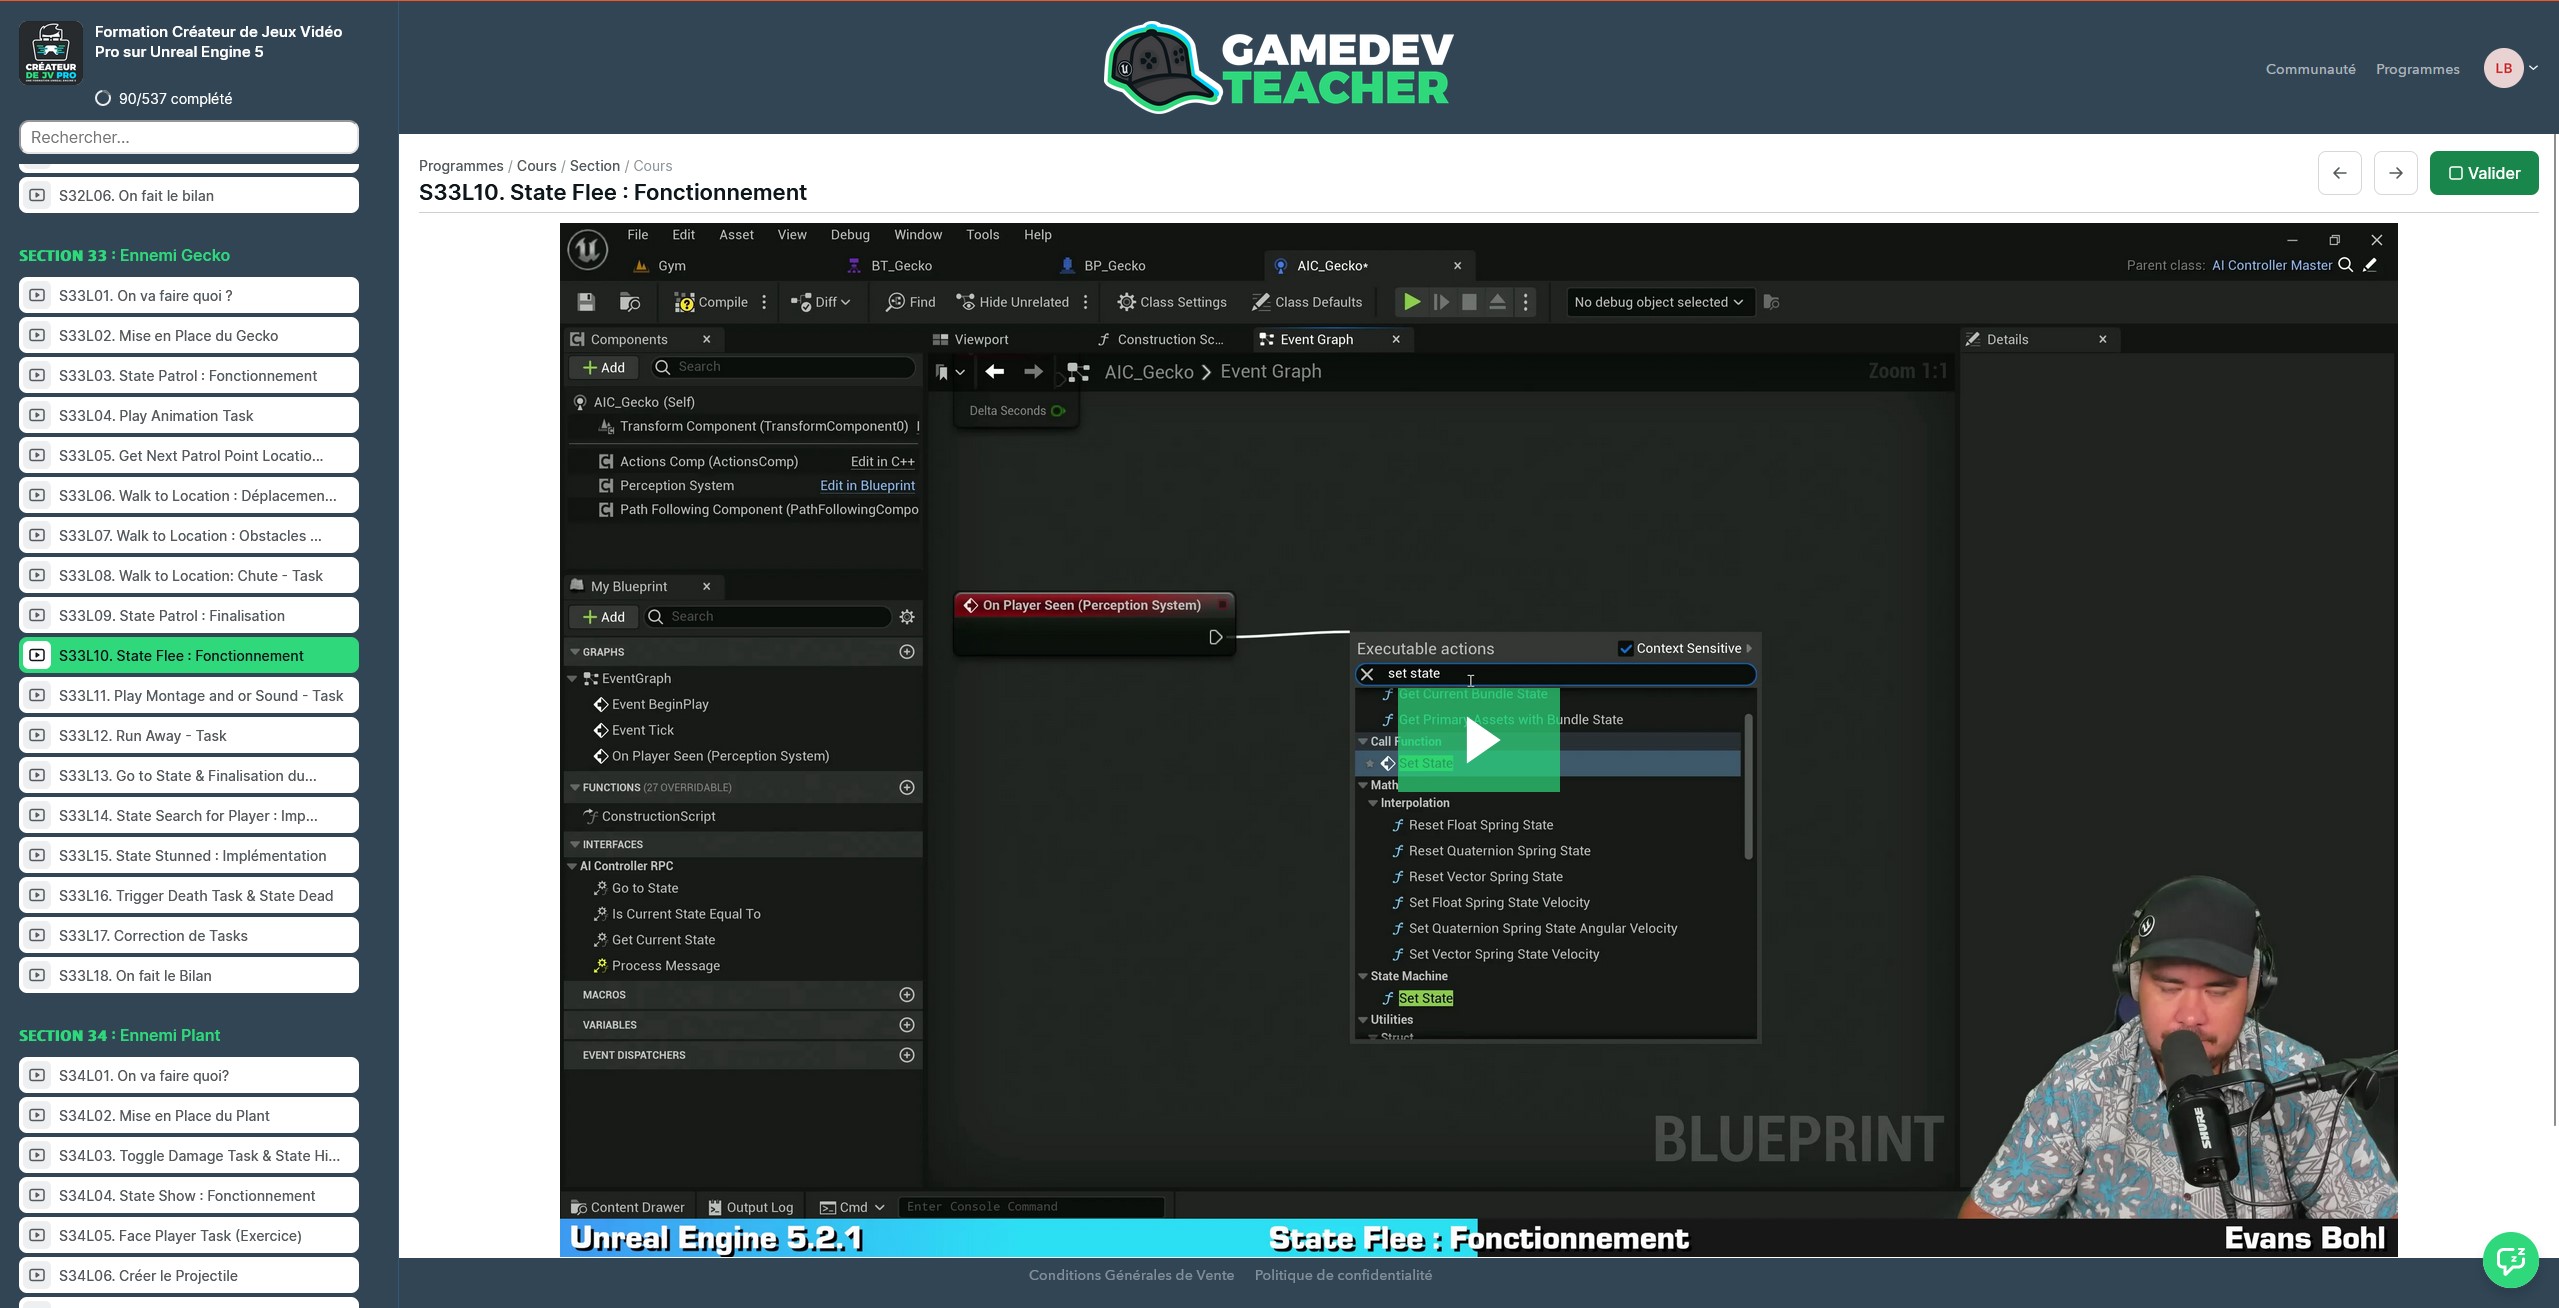 Formation Créateur de Jeux Vidéo
Pro sur Unreal Engine 5
CRÉATEUR
DE JV PRO
90/537 complété
Rechercher...
S32L06. On fait le bilan
SECTION 33 : Ennemi Gecko
S33L01. On va faire quoi ?
S33L02. Mise en Place du Gecko
S33L03. State Patrol : Fonctionnement
S33L04. Play Animation Task
S33L05. Get Next Patrol Point Locatio...
S33L06. Walk to Location : Déplacemen...
S33L07. Walk to Location : Obstacles ...
S33L08. Walk to Location: Chute - Task
S33L09. State Patrol : Finalisation
S33L10. State Flee : Fonctionnement
S33L11. Play Montage and or Sound - Task
S33L12. Run Away - Task
S33L13. Go to State & Finalisation du...
S33L14. State Search for Player : Imp...
S33L15. State Stunned : Implémentation
S33L16. Trigger Death Task & State Dead
S33L17. Correction de Tasks
S33L18. On fait le Bilan
SECTION 34 : Ennemi Plant
S34L01. On va faire quoi?
S34L02. Mise en Place du Plant
S34L03. Toggle Damage Task & State Hi...
S34L04. State Show : Fonctionnement
S34L05. Face Player Task (Exercice)
S34L06. Créer le Projectile
GAMEDEV
TEACHER
Communauté
Programmes
LB
Programmes / Cours / Section / Cours
S33L10. State Flee : Fonctionnement
Valider
File Edit Asset View Debug Window Tools Help
Gym
BT_Gecko
BP_Gecko
AIC_Gecko*
Parent class: AI Controller Master
Compile
Diff
Find
Hide Unrelated
Class Settings
Class Defaults
No debug object selected
Components
Add
Search
AIC_Gecko (Self)
Transform Component (TransformComponent0)
Actions Comp (ActionsComp) Edit in C++
Perception System Edit in Blueprint
Path Following Component (PathFollowingCompo
My Blueprint
Add
Search
GRAPHS
EventGraph
Event BeginPlay
Event Tick
On Player Seen (Perception System)
FUNCTIONS (27 OVERRIDABLE)
ConstructionScript
INTERFACES
AI Controller RPC
Go to State
Is Current State Equal To
Get Current State
Process Message
MACROS
VARIABLES
EVENT DISPATCHERS
Viewport
Construction Sc...
Event Graph
AIC_Gecko > Event Graph
Zoom 1:1
Delta Seconds
On Player Seen (Perception System)
Executable actions
Context Sensitive
set state
Get Current Bundle State
Get Primary Assets with Bundle State
Call Function
Set State
Math
Interpolation
Reset Float Spring State
Reset Quaternion Spring State
Reset Vector Spring State
Set Float Spring State Velocity
Set Quaternion Spring State Angular Velocity
Set Vector Spring State Velocity
State Machine
Set State
Utilities
Struct
BLUEPRINT
Details
SHURE
Content Drawer
Output Log
Cmd
Enter Console Command
Unreal Engine 5.2.1
State Flee : Fonctionnement
Evans Bohl
Conditions Générales de Vente
Politique de confidentialité